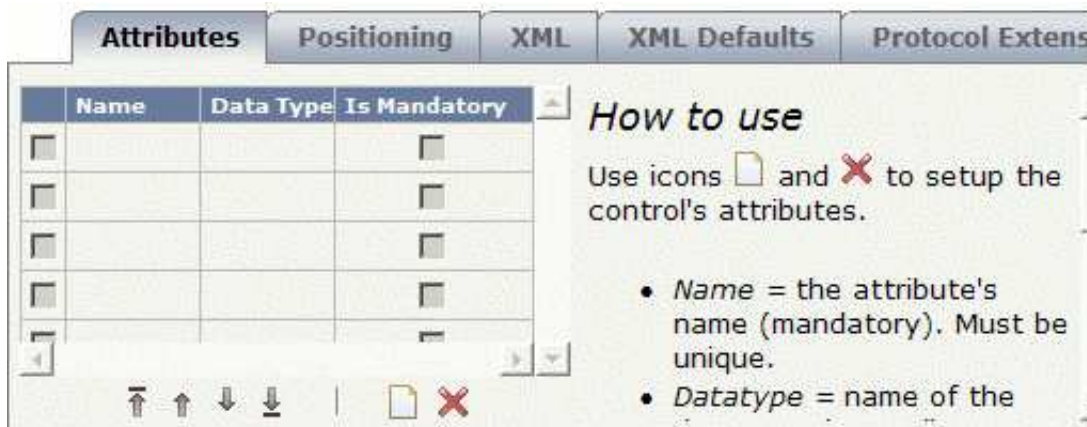 Attributes Positioning XML XML Defaults Protocol Extens
Name Data Type Is Mandatory
How to use
Use icons and to setup the
control's attributes.
• Name = the attribute's
name (mandatory). Must be
unique.
• Datatype = name of the